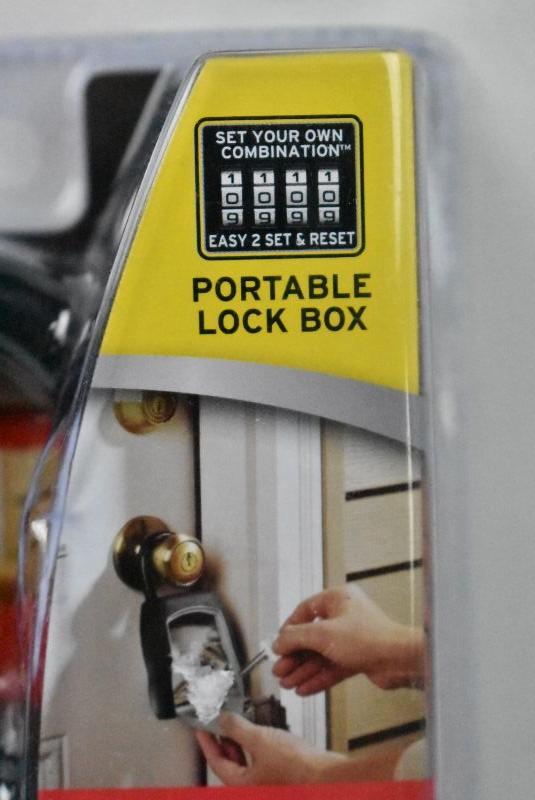 SET YOUR OWN
COMBINATION™
1 1 1 1
0 0 0 0
9 9 9 9
EASY 2 SET & RESET
PORTABLE
LOCK BOX